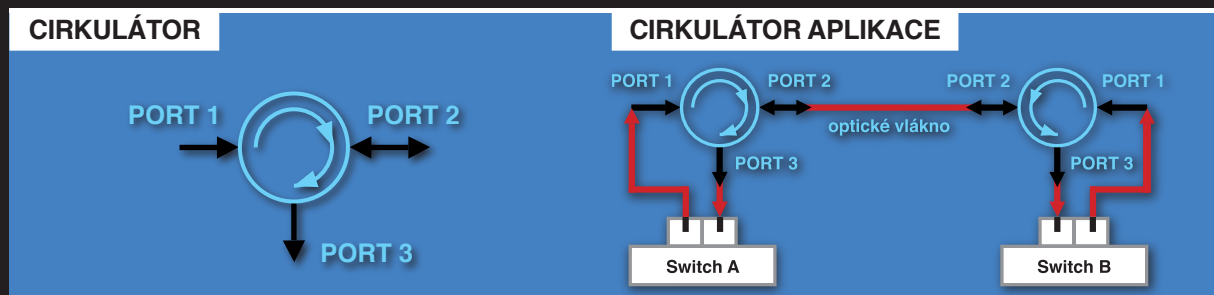 CIRKULÁTOR
PORT 1
PORT 2
PORT 3
CIRKULÁTOR APLIKACE
PORT 1
PORT 2
PORT 2
PORT 1
optické vlákno
PORT 3
PORT 3
Switch A
Switch B